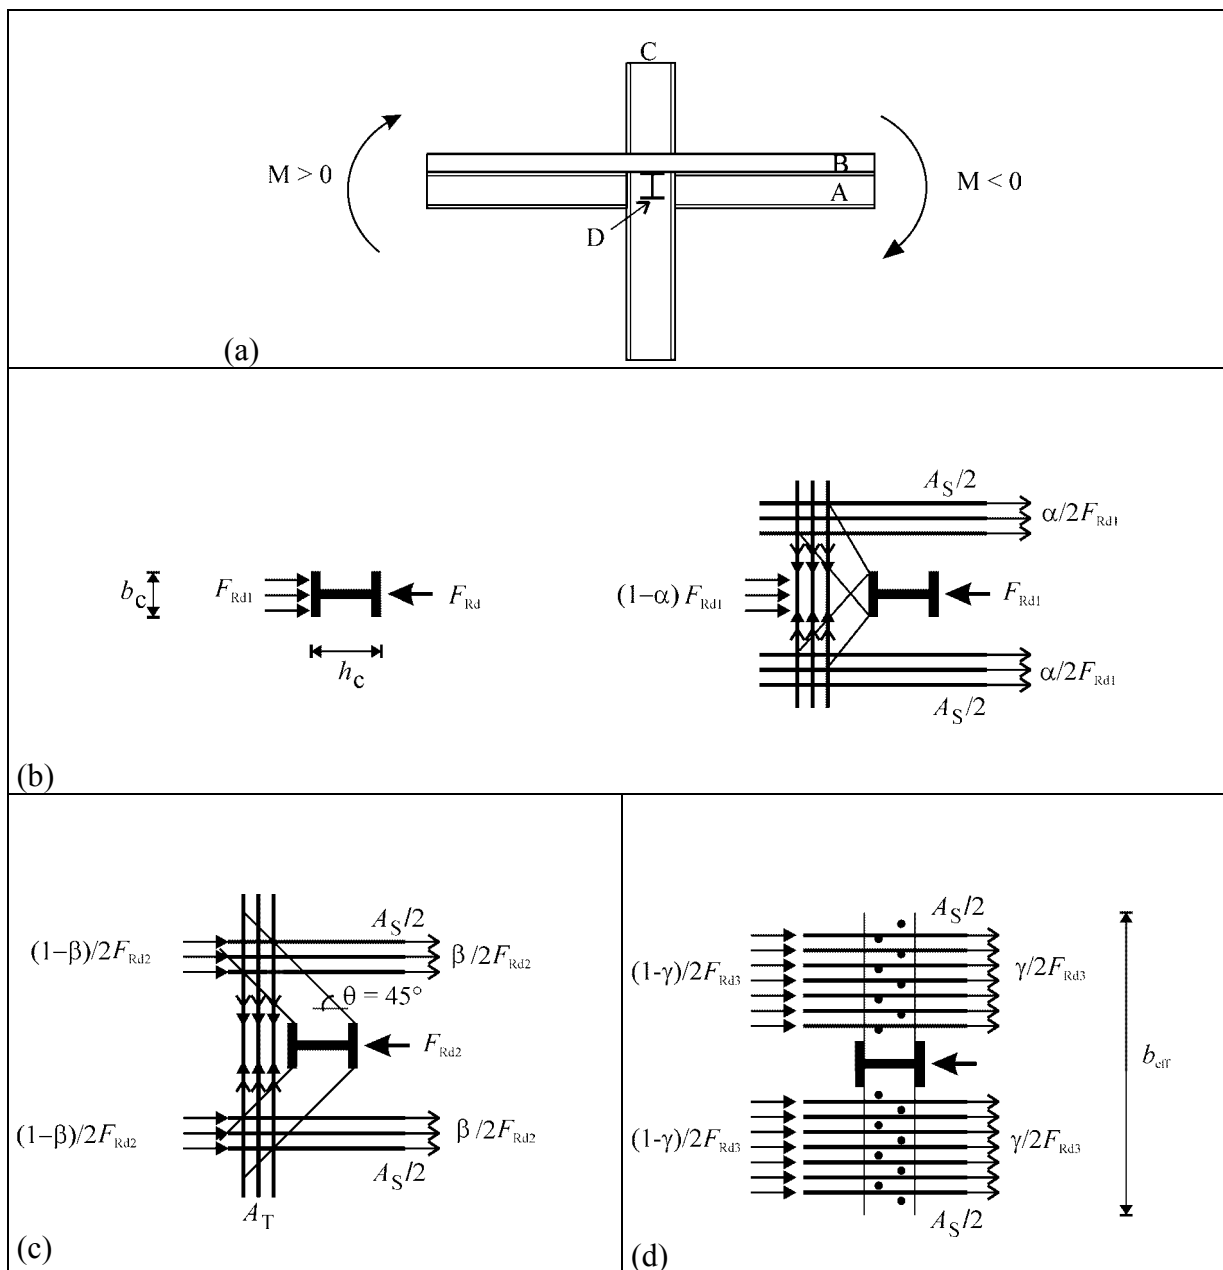 C
M > 0
B
A
M < 0
D
(a)
b_c
F_Rd1
F_Rd
h_c
A_S/2
α/2F_Rd1
(1–α) F_Rd1
F_Rd1
α/2F_Rd1
A_S/2
(b)
A_S/2
(1–β)/2F_Rd2
β/2F_Rd2
θ = 45°
F_Rd2
(1–β)/2F_Rd2
β/2F_Rd2
A_S/2
A_T
(c)
A_S/2
(1-γ)/2F_Rd3
γ/2F_Rd3
b_eff
(1-γ)/2F_Rd3
γ/2F_Rd3
A_S/2
(d)